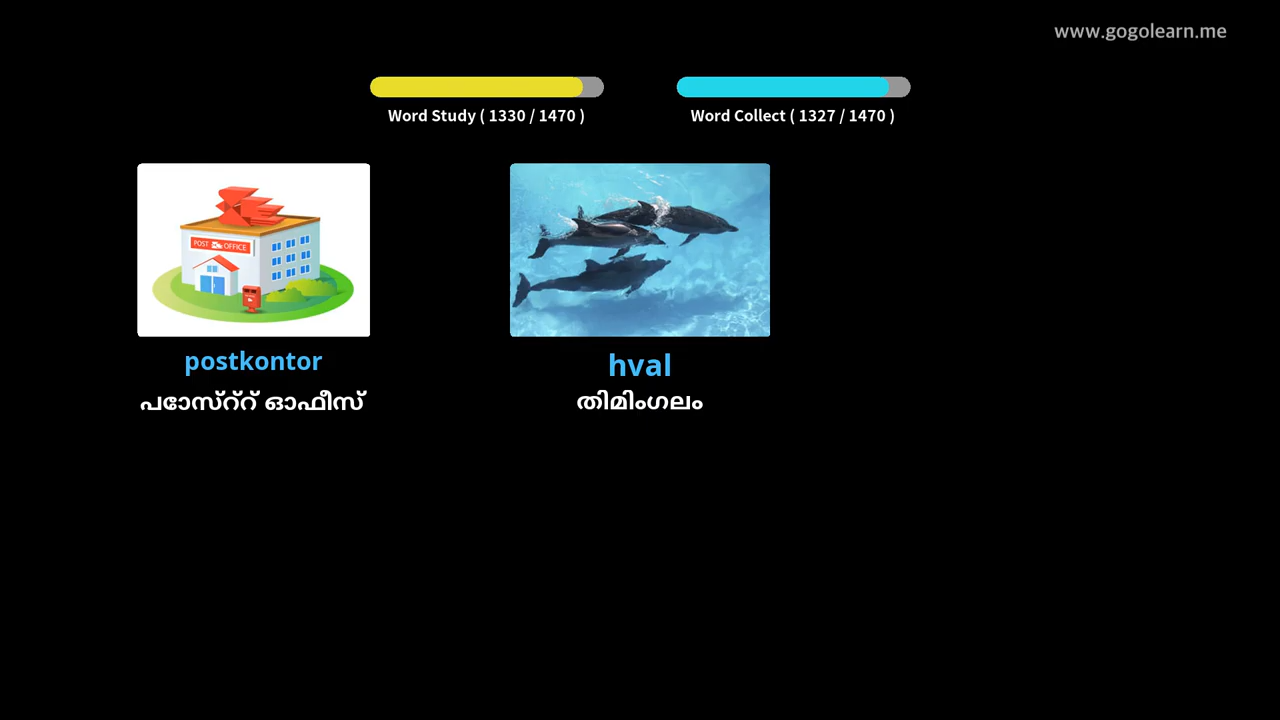 www.gogolearn.me
Word Study ( 1330 / 1470 )
Word Collect ( 1327 / 1470 )
POST OFFICE
postkontor
പോസ്റ്റ് ഓഫീസ്
hval
തിമിംഗലം